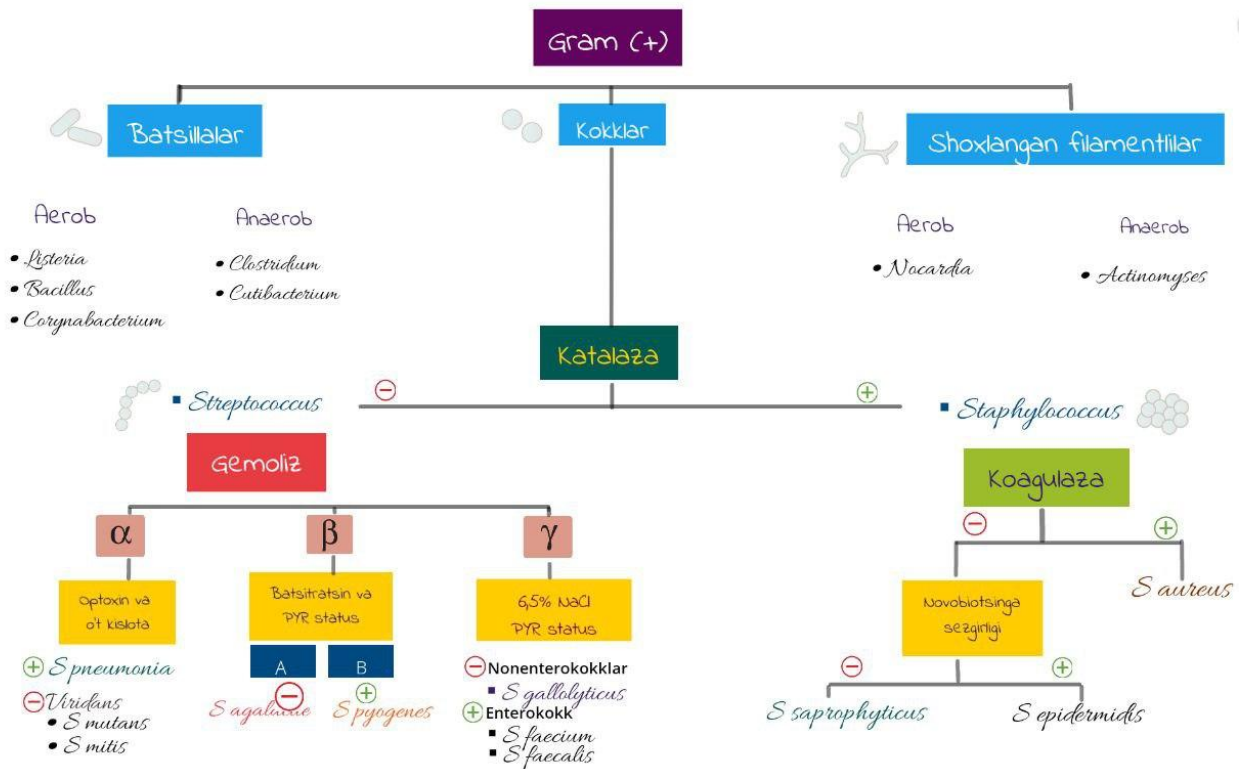 Gram (+)
Batsillalar
Kokklar
Shoxlangan filamentlilar
Aerob
• Listeria
• Bacillus
• Corynabacterium
Anaerob
• Clostridium
• Cutibacterium
Aerob
• Nocardia
Anaerob
• Actinomyses
Katalaza
▪ Streptococcus
−
+
▪ Staphylococcus
Gemoliz
α
β
γ
Optoxin va
o't kislota
+ S pneumonia
− Viridans
• S mutans
• S mitis
Batsitratsin va
PYR status
A
B
−
+
S pyogenes
6,5% NaCl
PYR status
− Nonenterokokklar
▪ S gallolyticus
+ Enterokokk
▪ S faecium
▪ S faecalis
Koagulaza
−
+
S aureus
Novobiotsinga
sezgirligi
−
+
S saprophyticus
S epidermidis